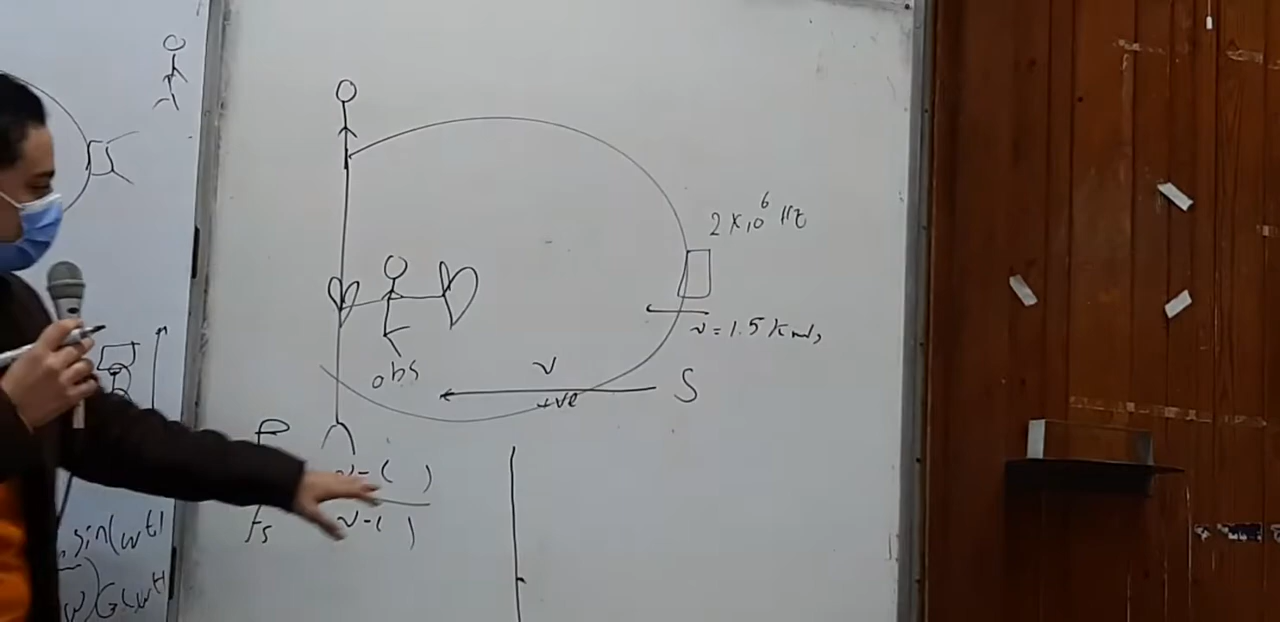 2 × 10⁶ Hz
v = 1.5 km/s
obs
v
S
+ve
v - ( )
fs
v - ( )
sin(wt)